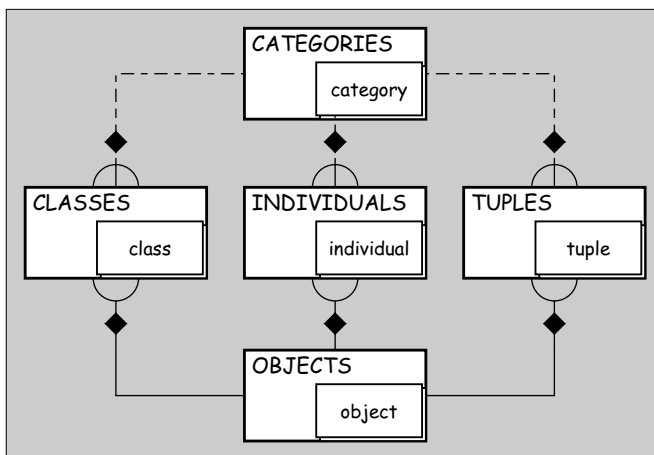 CATEGORIES
category
CLASSES
class
INDIVIDUALS
individual
TUPLES
tuple
OBJECTS
object